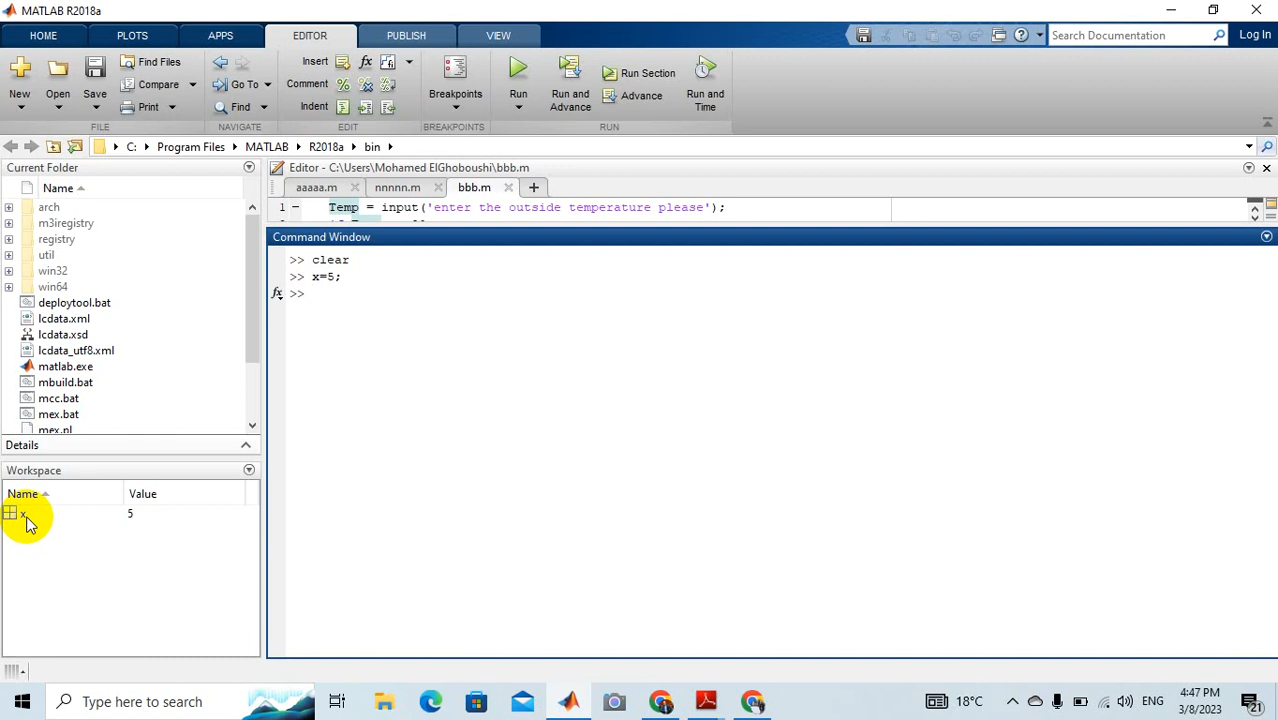 MATLAB R2018a
HOME PLOTS APPS EDITOR PUBLISH VIEW Search Documentation Log In
New Open Save Find Files Compare Print
Go To Find
Insert fx Comment % Indent
Breakpoints
Run Run and Advance Run Section Advance Run and Time
FILE NAVIGATE EDIT BREAKPOINTS RUN
C: Program Files MATLAB R2018a bin
Current Folder
Name
arch
m3iregistry
registry
util
win32
win64
deploytool.bat
lcdata.xml
lcdata.xsd
lcdata_utf8.xml
matlab.exe
mbuild.bat
mcc.bat
mex.bat
mex.pl
Details
Workspace
Name Value
x 5
Editor - C:\Users\Mohamed ElGhoboushi\bbb.m
aaaaa.m nnnnn.m bbb.m
1 Temp = input('enter the outside temperature please');
Command Window
>> clear
>> x=5;
fx >>
Type here to search
18°C ENG 4:47 PM
3/8/2023 21